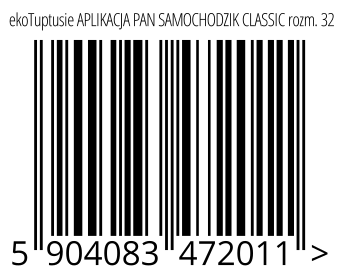 ekoTuptusie APLIKACJA PAN SAMOCHODZIK CLASSIC rozm. 32
5 904083 472011 >